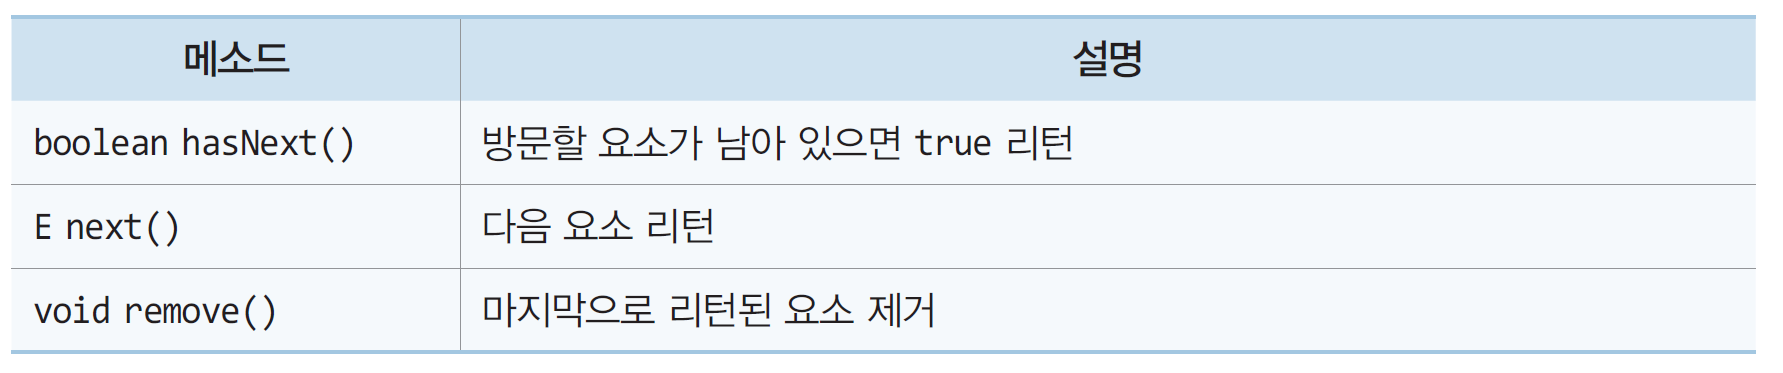 메소드 설명
boolean hasNext() 방문할 요소가 남아 있으면 true 리턴
E next() 다음 요소 리턴
void remove() 마지막으로 리턴된 요소 제거